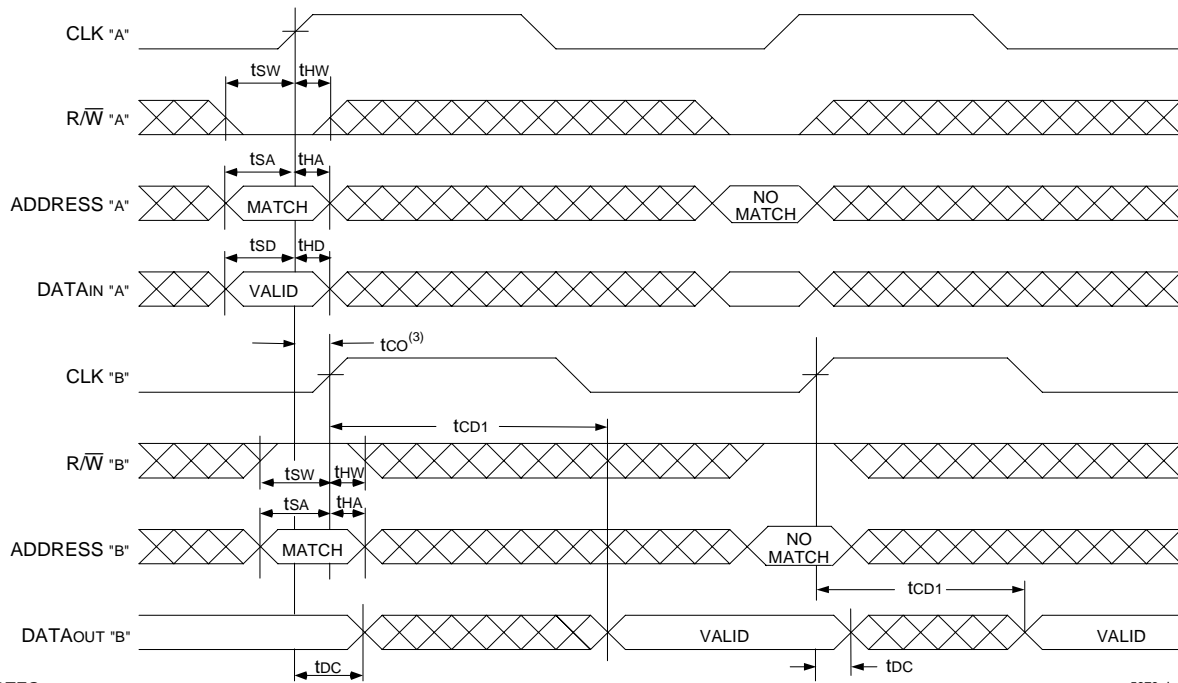 CLK "A"
tSW tHW
R/W̅ "A"
tSA tHA
ADDRESS "A" MATCH NO MATCH
tSD tHD
DATAIN "A" VALID
tCO(3)
CLK "B"
tCD1
R/W̅ "B"
tSW tHW
tSA tHA
ADDRESS "B" MATCH NO MATCH
tCD1
DATAOUT "B" VALID VALID
tDC tDC